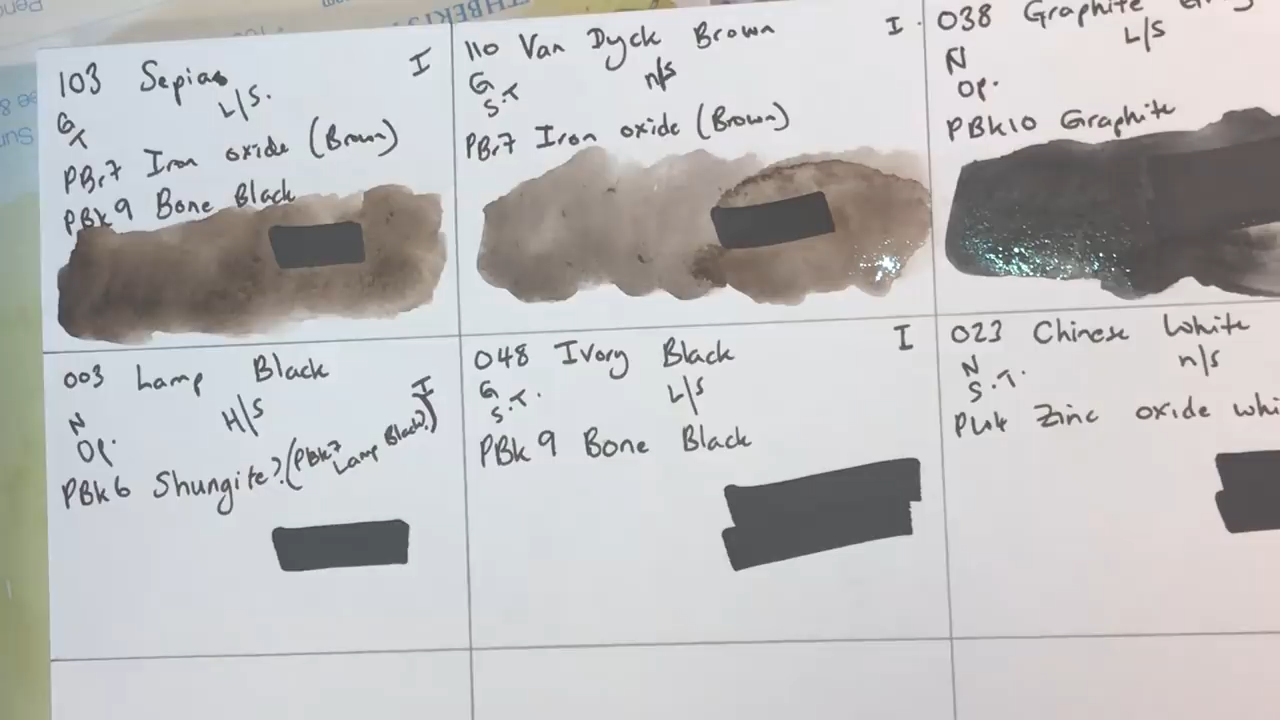 103 Sepia I
G L/S.
T
PBr7 Iron oxide (Brown)
PBk9 Bone Black
110 Van Dyck Brown I
G n/s
S.T
PBr7 Iron oxide (Brown)
038 Graphite
N L/S
Op.
PBk10 Graphite
003 Lamp Black I
N H/S
Op.
PBk6 Shungite? (PBk7 Lamp Black?)
048 Ivory Black I
G L/S
S.T.
PBk9 Bone Black
023 Chinese White
N n/s
S.T.
PW4 Zinc oxide whi